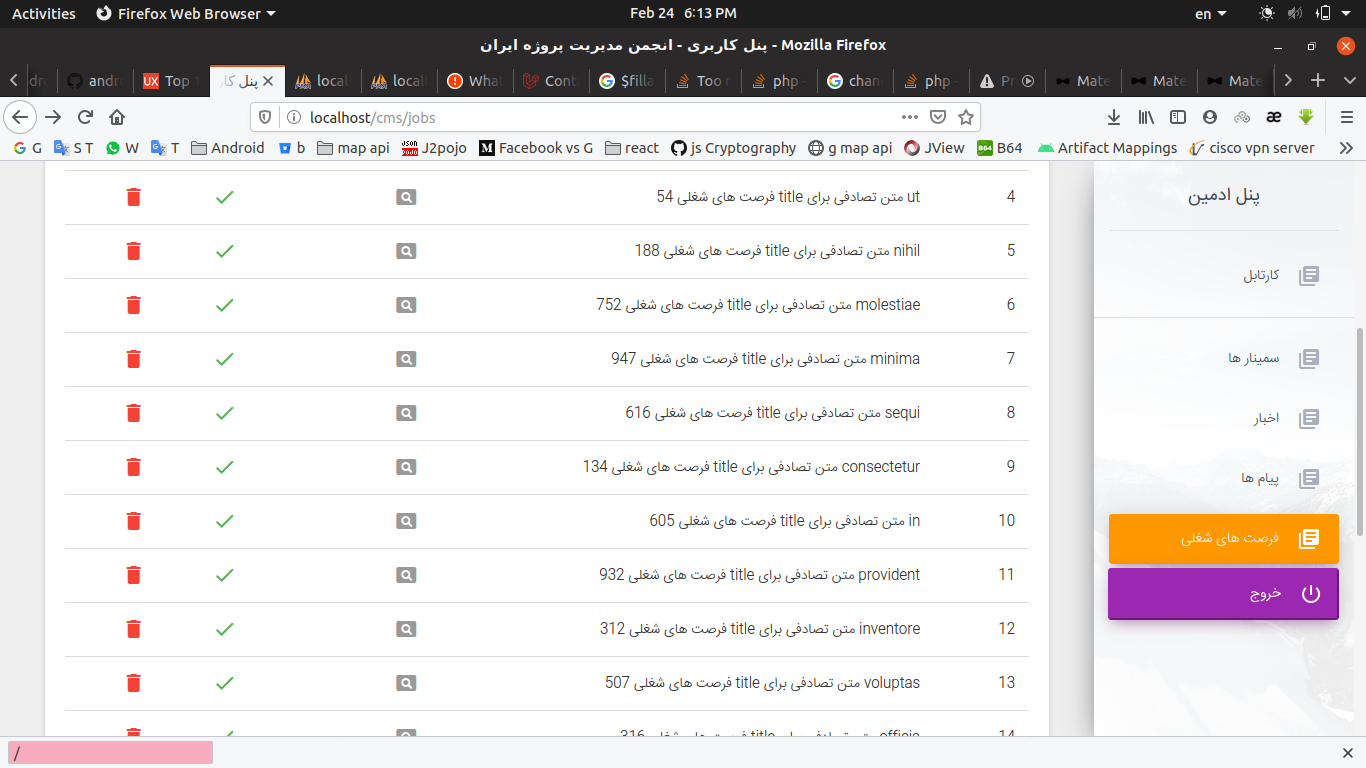 Activities Firefox Web Browser Feb 24 6:13 PM en
پنل کاربری - انجمن مدیریت پروژه ایران - Mozilla Firefox
andr Top پنل کار local local What Cont $filla Too php chan php Pr Mate Mate Mate
localhost/cms/jobs
G S T W T Android b map api J2pojo Facebook vs G react js Cryptography g map api JView B64 Artifact Mappings cisco vpn server
پنل ادمین
کارتابل
سمینار ها
اخبار
پیام ها
فرصت های شغلی
خروج
4 ut متن تصادفی برای title فرصت های شغلی 54
5 nihil متن تصادفی برای title فرصت های شغلی 188
6 molestiae متن تصادفی برای title فرصت های شغلی 752
7 minima متن تصادفی برای title فرصت های شغلی 947
8 sequi متن تصادفی برای title فرصت های شغلی 616
9 consectetur متن تصادفی برای title فرصت های شغلی 134
10 in متن تصادفی برای title فرصت های شغلی 605
11 provident متن تصادفی برای title فرصت های شغلی 932
12 inventore متن تصادفی برای title فرصت های شغلی 312
13 voluptas متن تصادفی برای title فرصت های شغلی 507
14 officia متن تصادفی برای title فرصت های شغلی 316
/